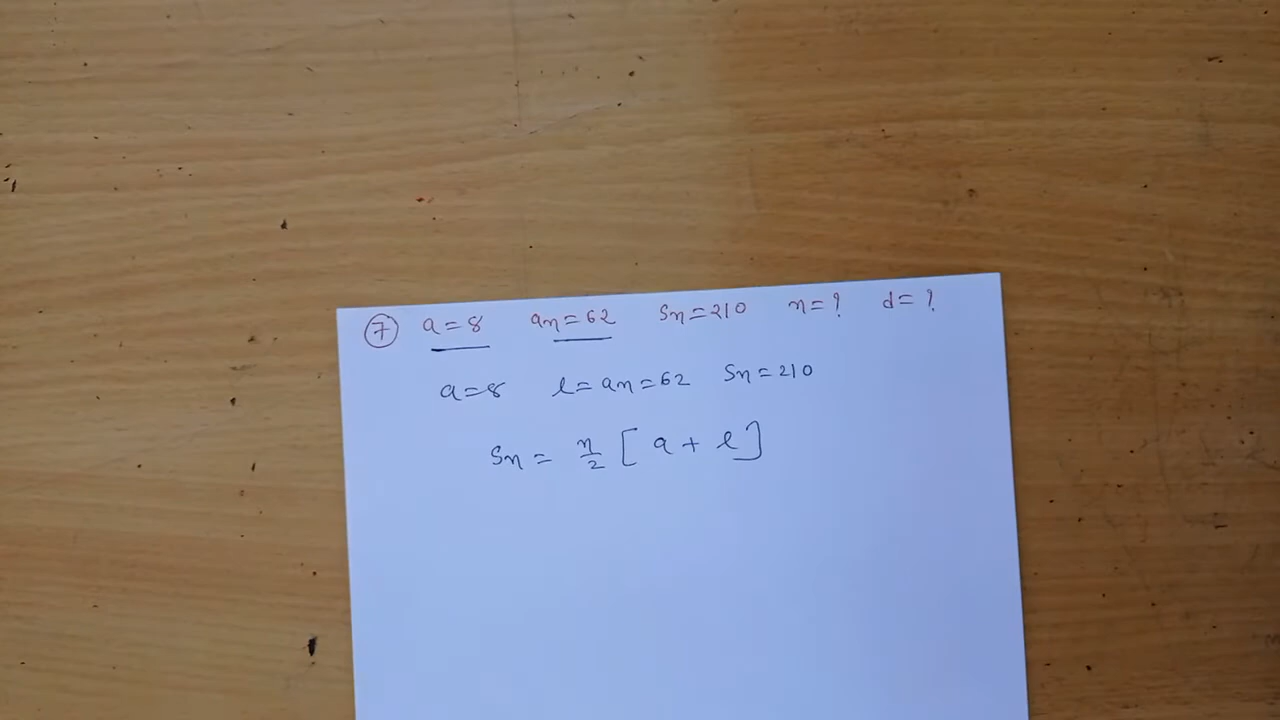 ⑦ a=8 an=62 Sn=210 n=? d=?
a=8 l=an=62 Sn=210
Sn = n/2 [a+l]